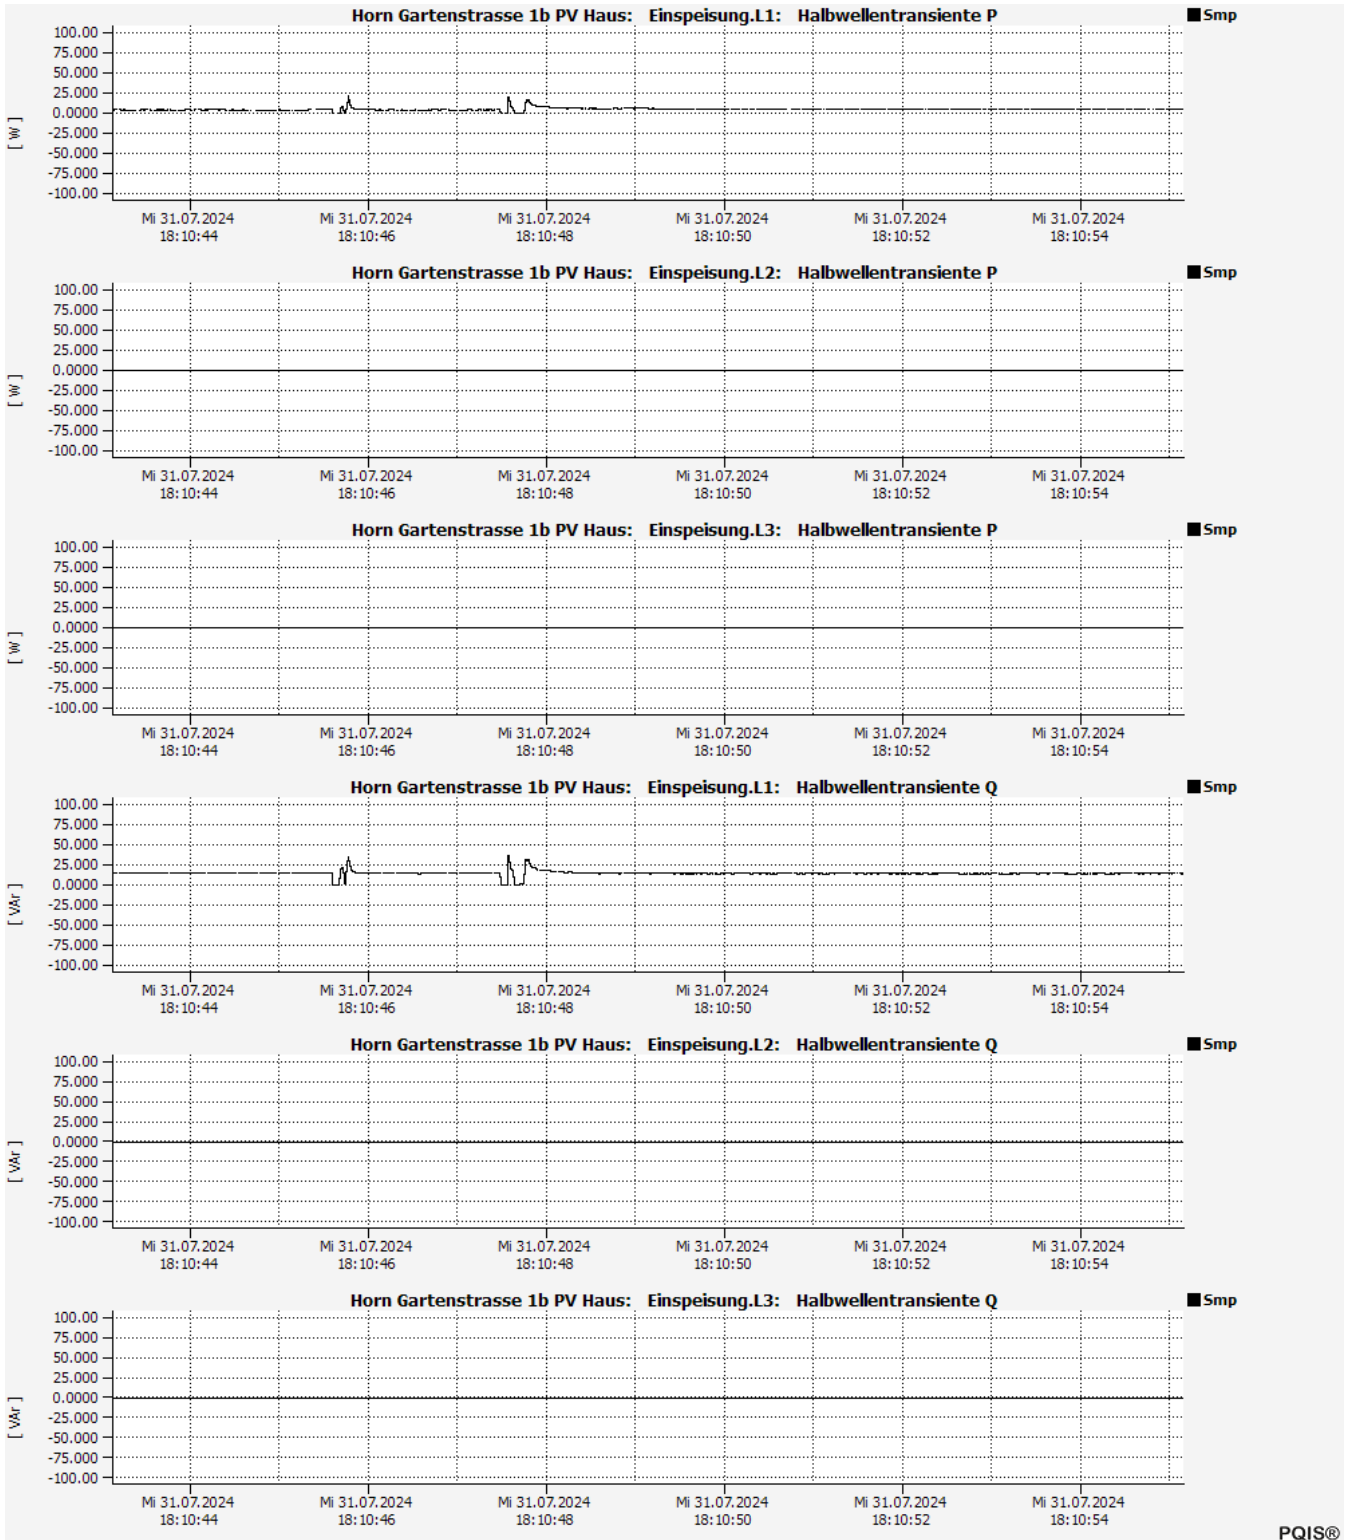 Horn Gartenstrasse 1b PV Haus: Einspeisung.L1: Halbwellentransiente P
Smp
100.00
75.000
50.000
25.000
0.0000
-25.000
-50.000
-75.000
-100.00
[ W ]
Mi 31.07.2024 Mi 31.07.2024 Mi 31.07.2024 Mi 31.07.2024 Mi 31.07.2024 Mi 31.07.2024
18:10:44 18:10:46 18:10:48 18:10:50 18:10:52 18:10:54
Horn Gartenstrasse 1b PV Haus: Einspeisung.L2: Halbwellentransiente P
Smp
100.00
75.000
50.000
25.000
0.0000
-25.000
-50.000
-75.000
-100.00
[ W ]
Mi 31.07.2024 Mi 31.07.2024 Mi 31.07.2024 Mi 31.07.2024 Mi 31.07.2024 Mi 31.07.2024
18:10:44 18:10:46 18:10:48 18:10:50 18:10:52 18:10:54
Horn Gartenstrasse 1b PV Haus: Einspeisung.L3: Halbwellentransiente P
Smp
100.00
75.000
50.000
25.000
0.0000
-25.000
-50.000
-75.000
-100.00
[ W ]
Mi 31.07.2024 Mi 31.07.2024 Mi 31.07.2024 Mi 31.07.2024 Mi 31.07.2024 Mi 31.07.2024
18:10:44 18:10:46 18:10:48 18:10:50 18:10:52 18:10:54
Horn Gartenstrasse 1b PV Haus: Einspeisung.L1: Halbwellentransiente Q
Smp
100.00
75.000
50.000
25.000
0.0000
-25.000
-50.000
-75.000
-100.00
[ VAr ]
Mi 31.07.2024 Mi 31.07.2024 Mi 31.07.2024 Mi 31.07.2024 Mi 31.07.2024 Mi 31.07.2024
18:10:44 18:10:46 18:10:48 18:10:50 18:10:52 18:10:54
Horn Gartenstrasse 1b PV Haus: Einspeisung.L2: Halbwellentransiente Q
Smp
100.00
75.000
50.000
25.000
0.0000
-25.000
-50.000
-75.000
-100.00
[ VAr ]
Mi 31.07.2024 Mi 31.07.2024 Mi 31.07.2024 Mi 31.07.2024 Mi 31.07.2024 Mi 31.07.2024
18:10:44 18:10:46 18:10:48 18:10:50 18:10:52 18:10:54
Horn Gartenstrasse 1b PV Haus: Einspeisung.L3: Halbwellentransiente Q
Smp
100.00
75.000
50.000
25.000
0.0000
-25.000
-50.000
-75.000
-100.00
[ VAr ]
Mi 31.07.2024 Mi 31.07.2024 Mi 31.07.2024 Mi 31.07.2024 Mi 31.07.2024 Mi 31.07.2024
18:10:44 18:10:46 18:10:48 18:10:50 18:10:52 18:10:54
PQIS®